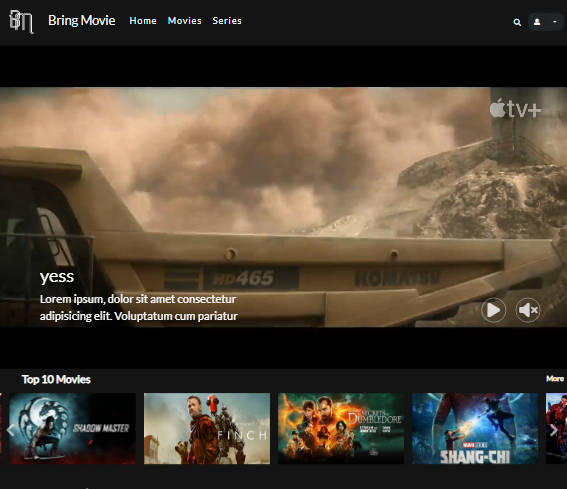 BM
Bring Movie
Home
Movies
Series
tv+
HD465
KOMATSU
yess
Lorem ipsum, dolor sit amet consectetur
adipisicing elit. Voluptatum cum pariatur
Top 10 Movies
More
SHADOW MASTER
FINCH
SECRETS OF
DUMBLEDORE
SHANG-CHI